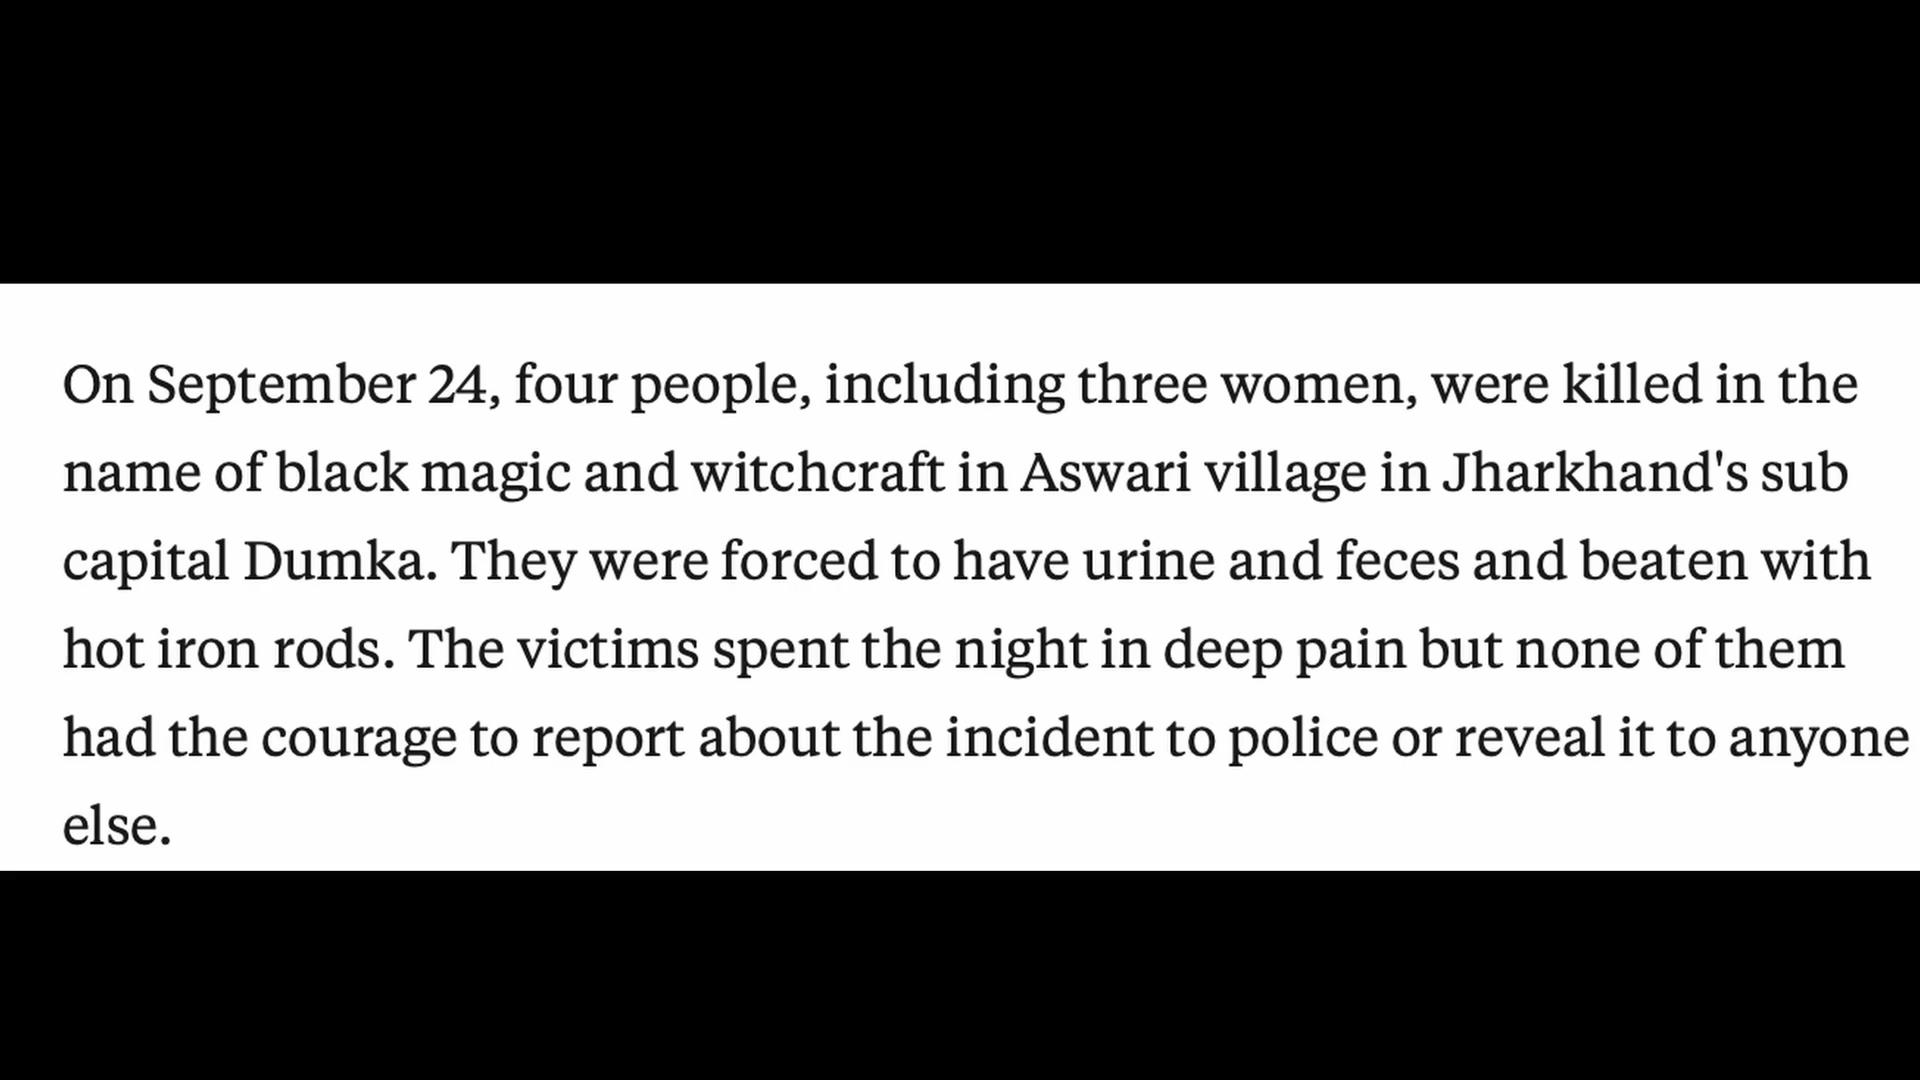 On September 24, four people, including three women, were killed in the
name of black magic and witchcraft in Aswari village in Jharkhand's sub
capital Dumka. They were forced to have urine and feces and beaten with
hot iron rods. The victims spent the night in deep pain but none of them
had the courage to report about the incident to police or reveal it to anyone
else.